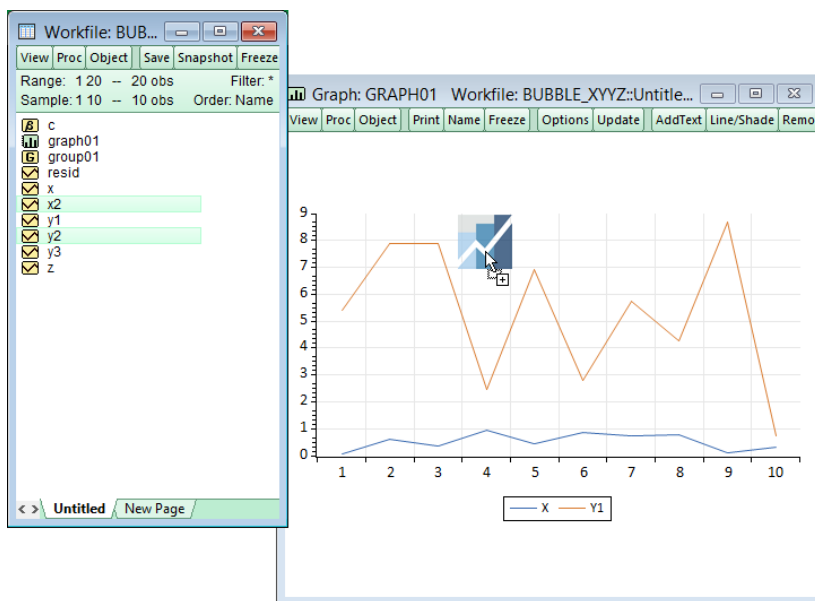 Workfile: BUB...
View Proc Object Save Snapshot Freeze
Range: 1 20 -- 20 obs Filter: *
Sample: 1 10 -- 10 obs Order: Name
β c
graph01
G group01
resid
x
x2
y1
y2
y3
z
< > Untitled New Page
Graph: GRAPH01 Workfile: BUBBLE_XYYZ::Untitle...
View Proc Object Print Name Freeze Options Update AddText Line/Shade Remo
9
8
7
6
5
4
3
2
1
0
1 2 3 4 5 6 7 8 9 10
X Y1